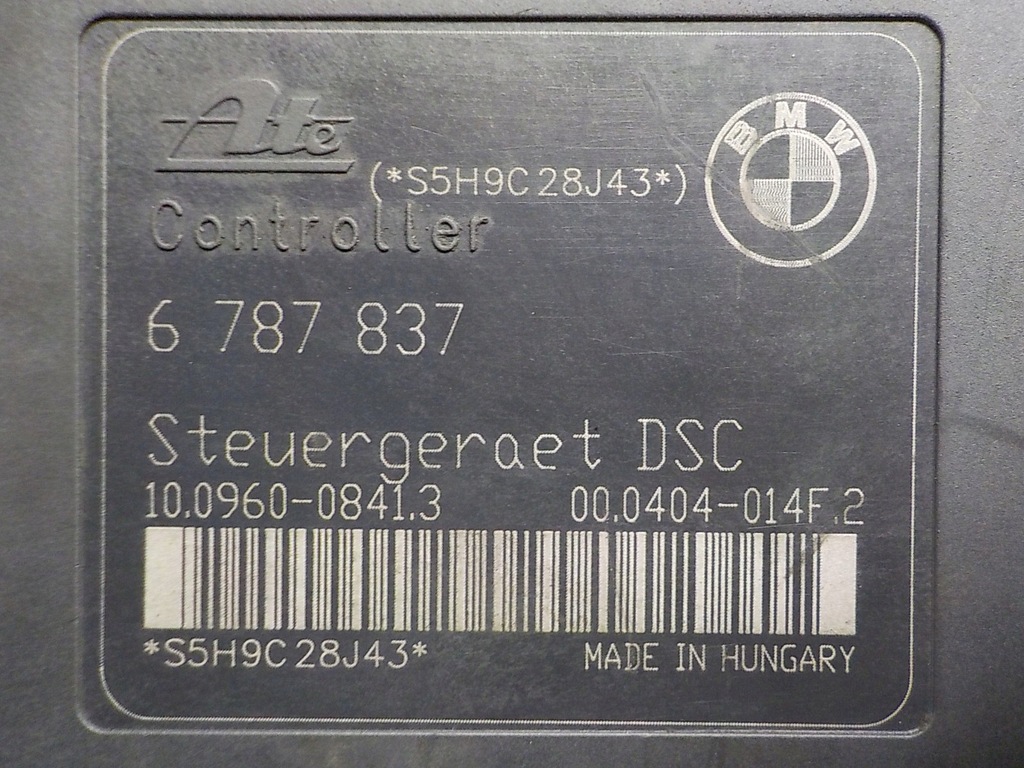 Ate
(*S5H9C28J43*)
BMW
Controller
6 787 837
Steuergeraet DSC
10.0960-0841.3 00.0404-014F.2
*S5H9C28J43*
MADE IN HUNGARY